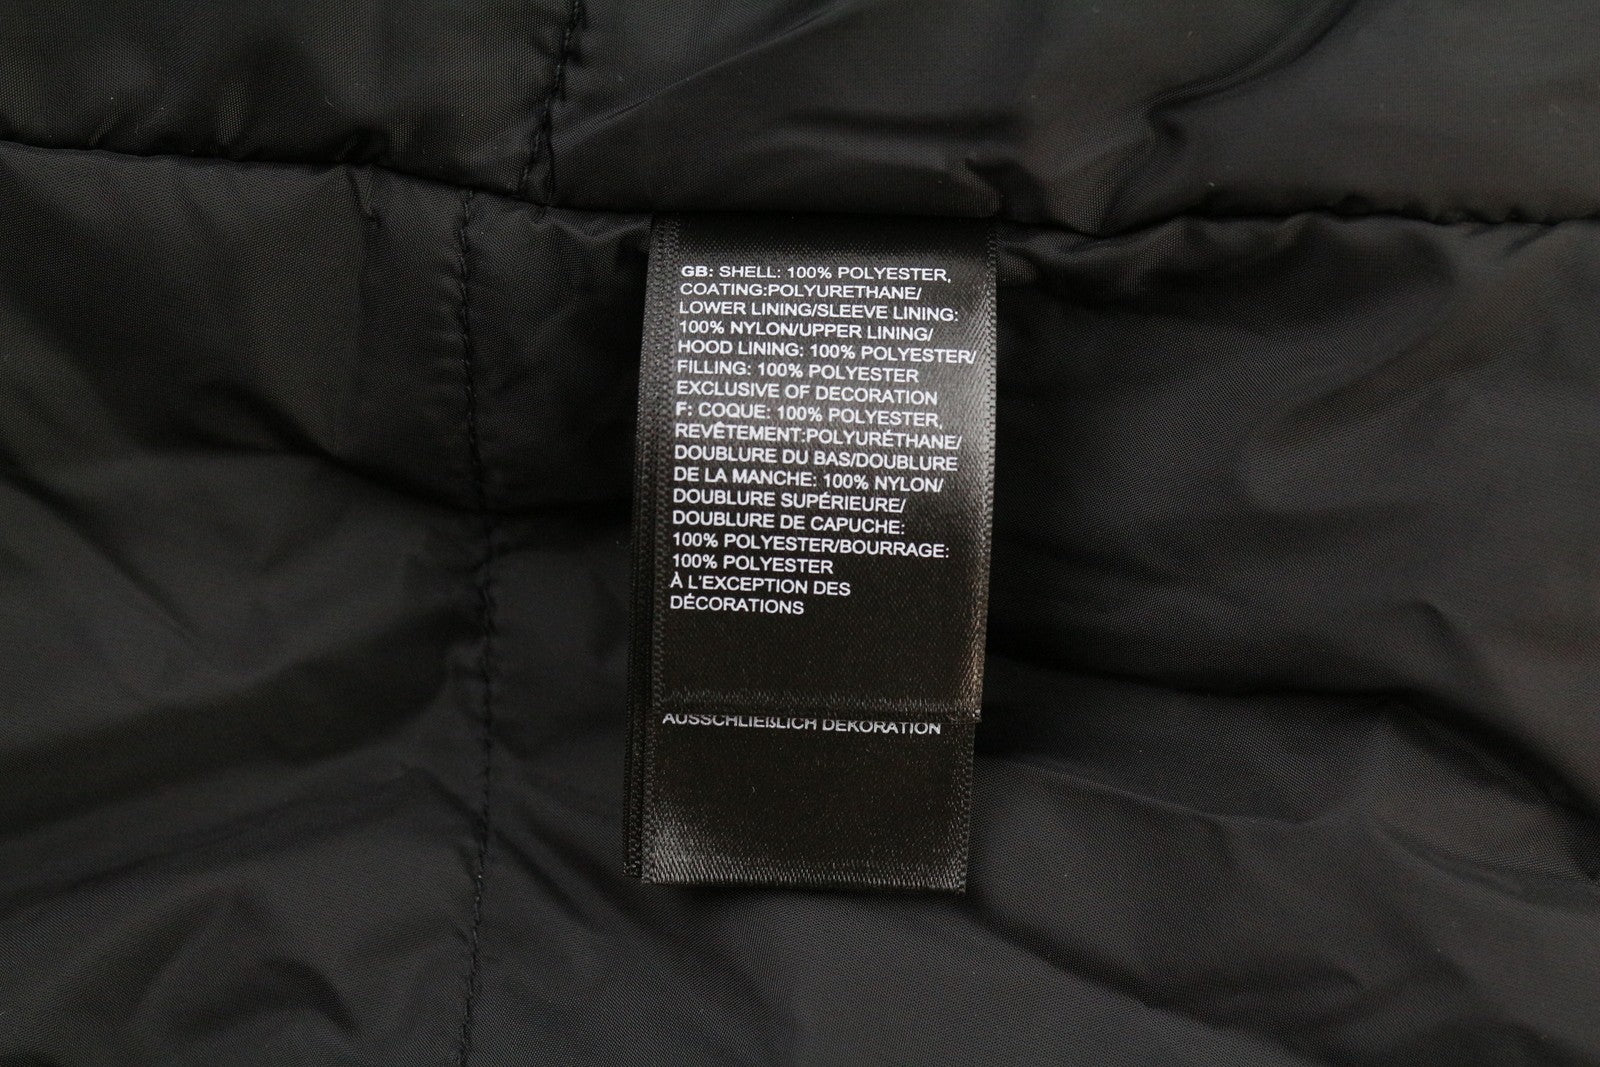 GB: SHELL: 100% POLYESTER,
COATING:POLYURETHANE/
LOWER LINING/SLEEVE LINING:
100% NYLON/UPPER LINING/
HOOD LINING: 100% POLYESTER/
FILLING: 100% POLYESTER
EXCLUSIVE OF DECORATION
F: COQUE: 100% POLYESTER,
REVÊTEMENT:POLYURÉTHANE/
DOUBLURE DU BAS/DOUBLURE
DE LA MANCHE: 100% NYLON/
DOUBLURE SUPÉRIEURE/
DOUBLURE DE CAPUCHE:
100% POLYESTER/BOURRAGE:
100% POLYESTER
À L'EXCEPTION DES
DÉCORATIONS
AUSSCHLIEßLICH DEKORATION